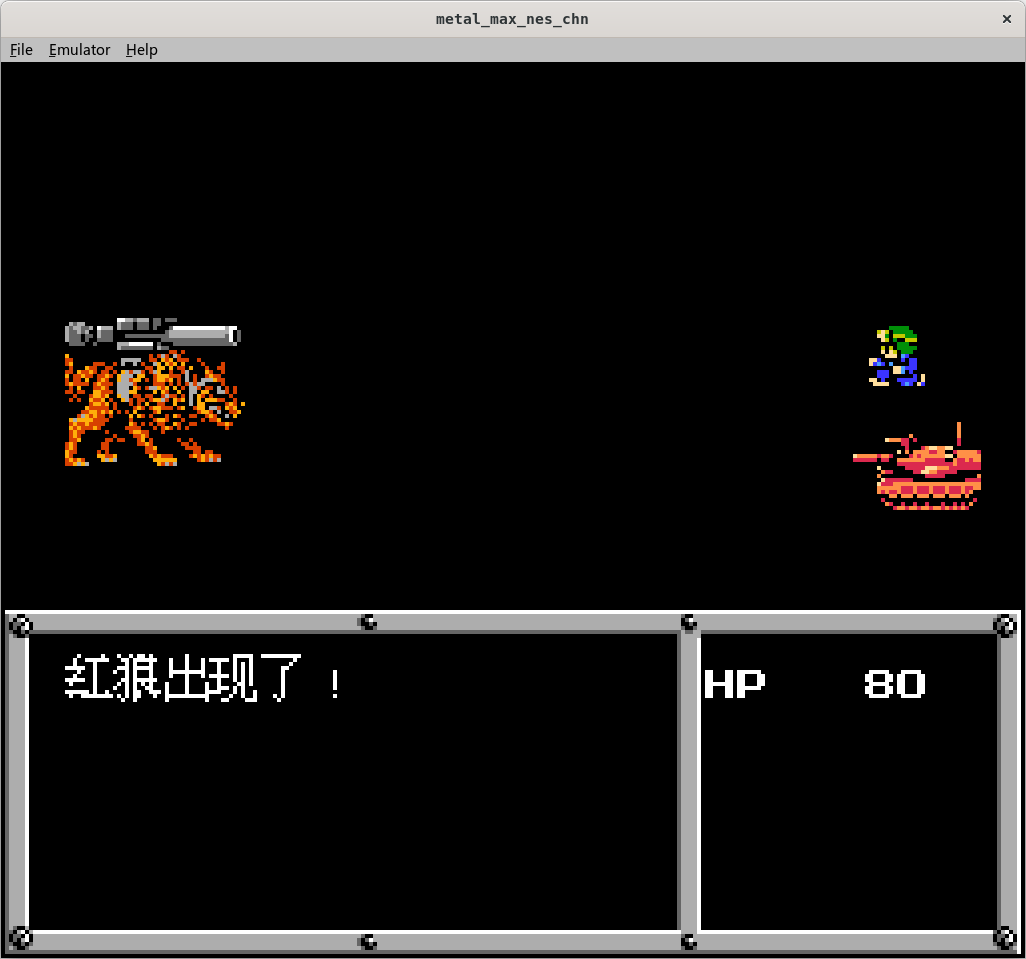 metal_max_nes_chn
×
File Emulator Help
红狼出现了！
HP 80